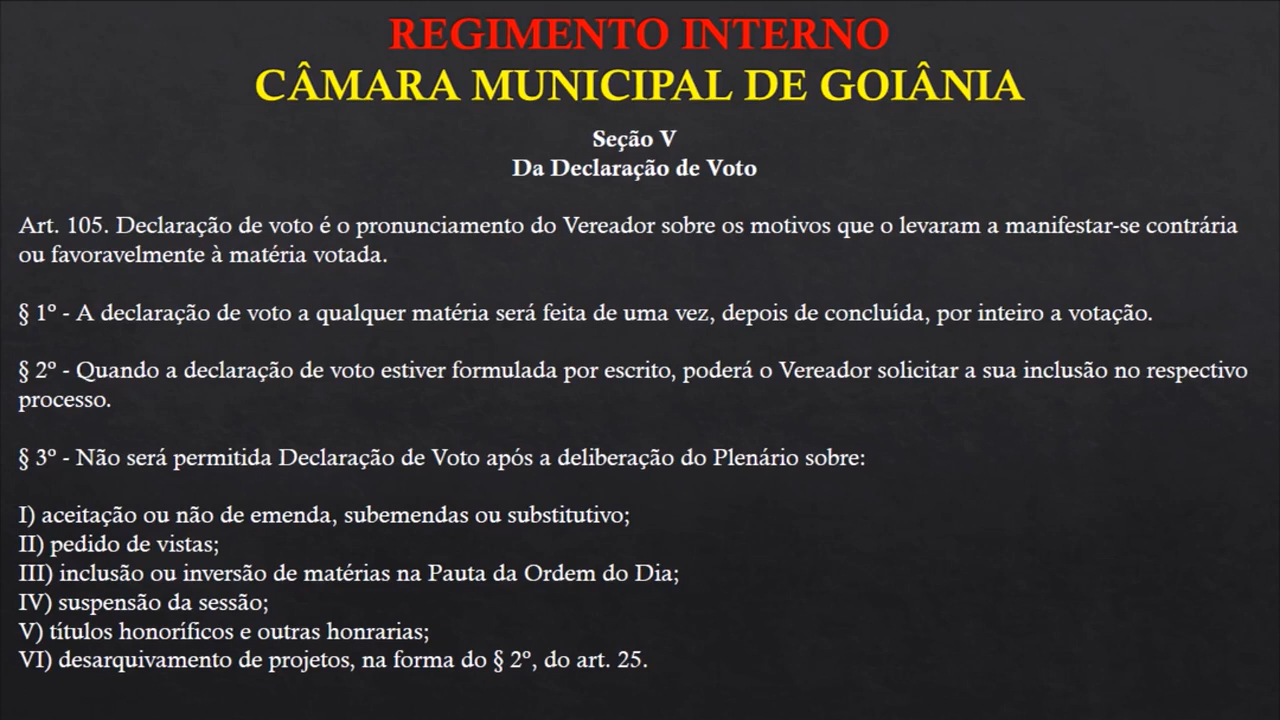 REGIMENTO INTERNO
CÂMARA MUNICIPAL DE GOIÂNIA
Seção V
Da Declaração de Voto
Art. 105. Declaração de voto é o pronunciamento do Vereador sobre os motivos que o levaram a manifestar-se contrária
ou favoravelmente à matéria votada.
§ 1º - A declaração de voto a qualquer matéria será feita de uma vez, depois de concluída, por inteiro a votação.
§ 2º - Quando a declaração de voto estiver formulada por escrito, poderá o Vereador solicitar a sua inclusão no respectivo
processo.
§ 3º - Não será permitida Declaração de Voto após a deliberação do Plenário sobre:
I) aceitação ou não de emenda, subemendas ou substitutivo;
II) pedido de vistas;
III) inclusão ou inversão de matérias na Pauta da Ordem do Dia;
IV) suspensão da sessão;
V) títulos honoríficos e outras honrarias;
VI) desarquivamento de projetos, na forma do § 2º, do art. 25.